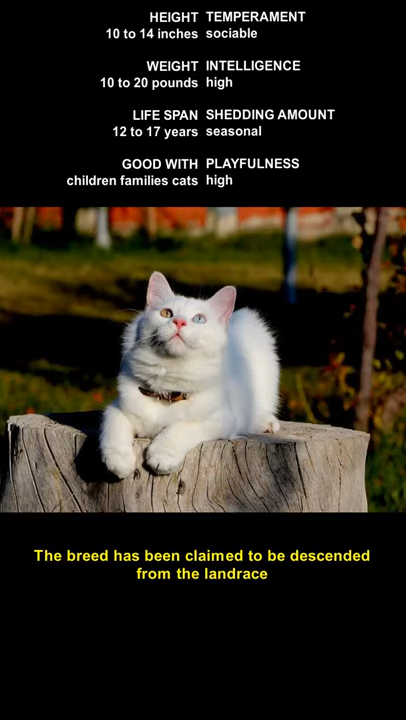 HEIGHT TEMPERAMENT
10 to 14 inches sociable
WEIGHT INTELLIGENCE
10 to 20 pounds high
LIFE SPAN SHEDDING AMOUNT
12 to 17 years seasonal
GOOD WITH PLAYFULNESS
children families cats high
The breed has been claimed to be descended
from the landrace